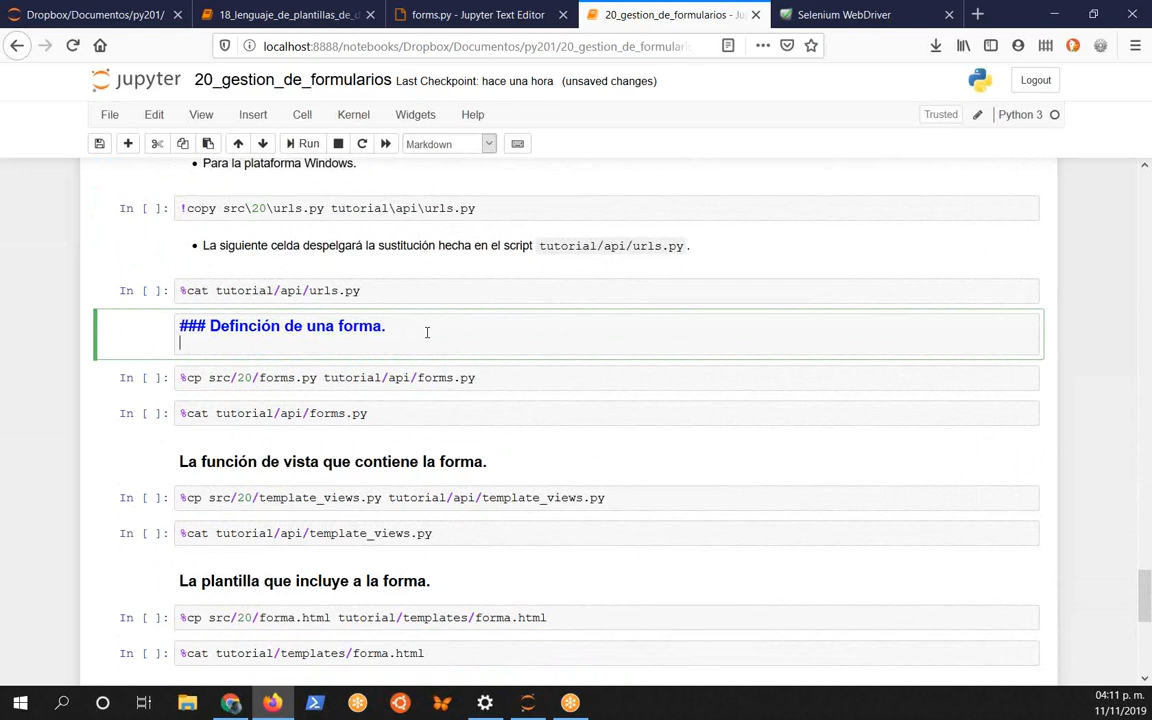 Dropbox/Documentos/py201/
18_lenguaje_de_plantillas_de_d
forms.py - Jupyter Text Editor
20_gestion_de_formularios - Ju
Selenium WebDriver
localhost:8888/notebooks/Dropbox/Documentos/py201/20_gestion_de_formulari
jupyter 20_gestion_de_formularios Last Checkpoint: hace una hora (unsaved changes)
Logout
File Edit View Insert Cell Kernel Widgets Help
Trusted
Python 3
Run
Markdown
• Para la plataforma Windows.
In [ ]: !copy src\20\urls.py tutorial\api\urls.py
• La siguiente celda despelgará la sustitución hecha en el script tutorial/api/urls.py.
In [ ]: %cat tutorial/api/urls.py
### Definción de una forma.
In [ ]: %cp src/20/forms.py tutorial/api/forms.py
In [ ]: %cat tutorial/api/forms.py
La función de vista que contiene la forma.
In [ ]: %cp src/20/template_views.py tutorial/api/template_views.py
In [ ]: %cat tutorial/api/template_views.py
La plantilla que incluye a la forma.
In [ ]: %cp src/20/forma.html tutorial/templates/forma.html
In [ ]: %cat tutorial/templates/forma.html
04:11 p. m.
11/11/2019